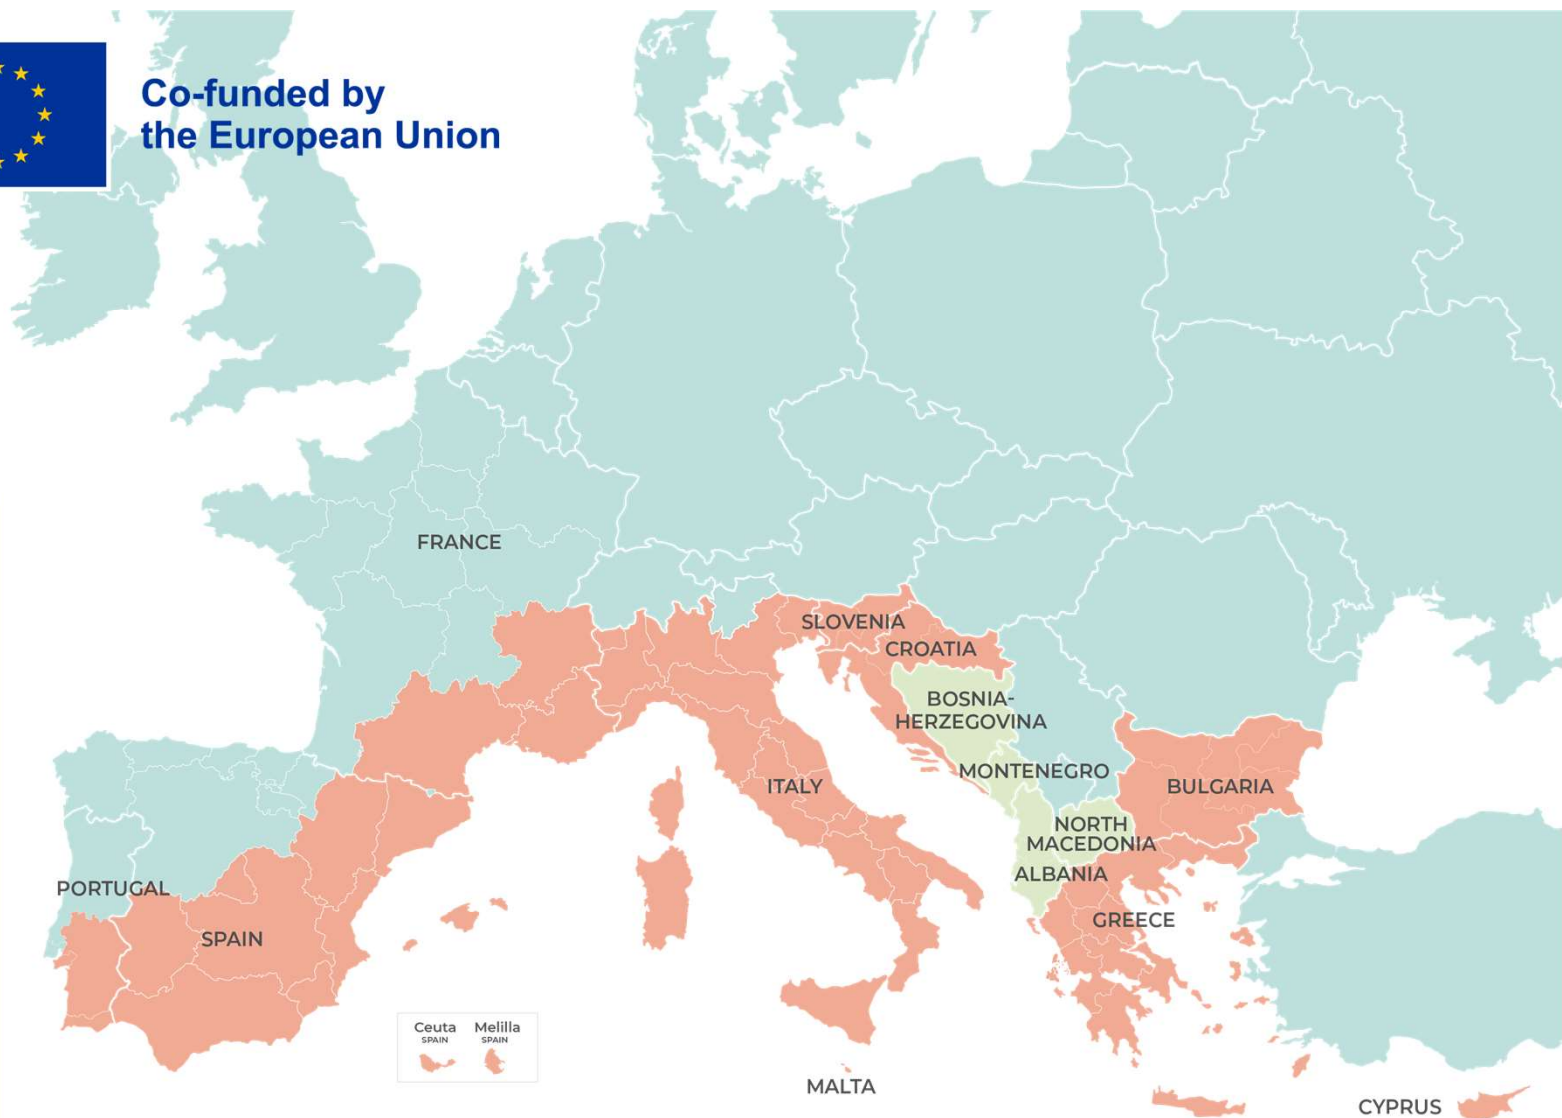 Co-funded by
the European Union
FRANCE
SLOVENIA
CROATIA
BOSNIA-
HERZEGOVINA
MONTENEGRO
ITALY
BULGARIA
NORTH
MACEDONIA
ALBANIA
PORTUGAL
GREECE
SPAIN
Ceuta
SPAIN
Melilla
SPAIN
MALTA
CYPRUS